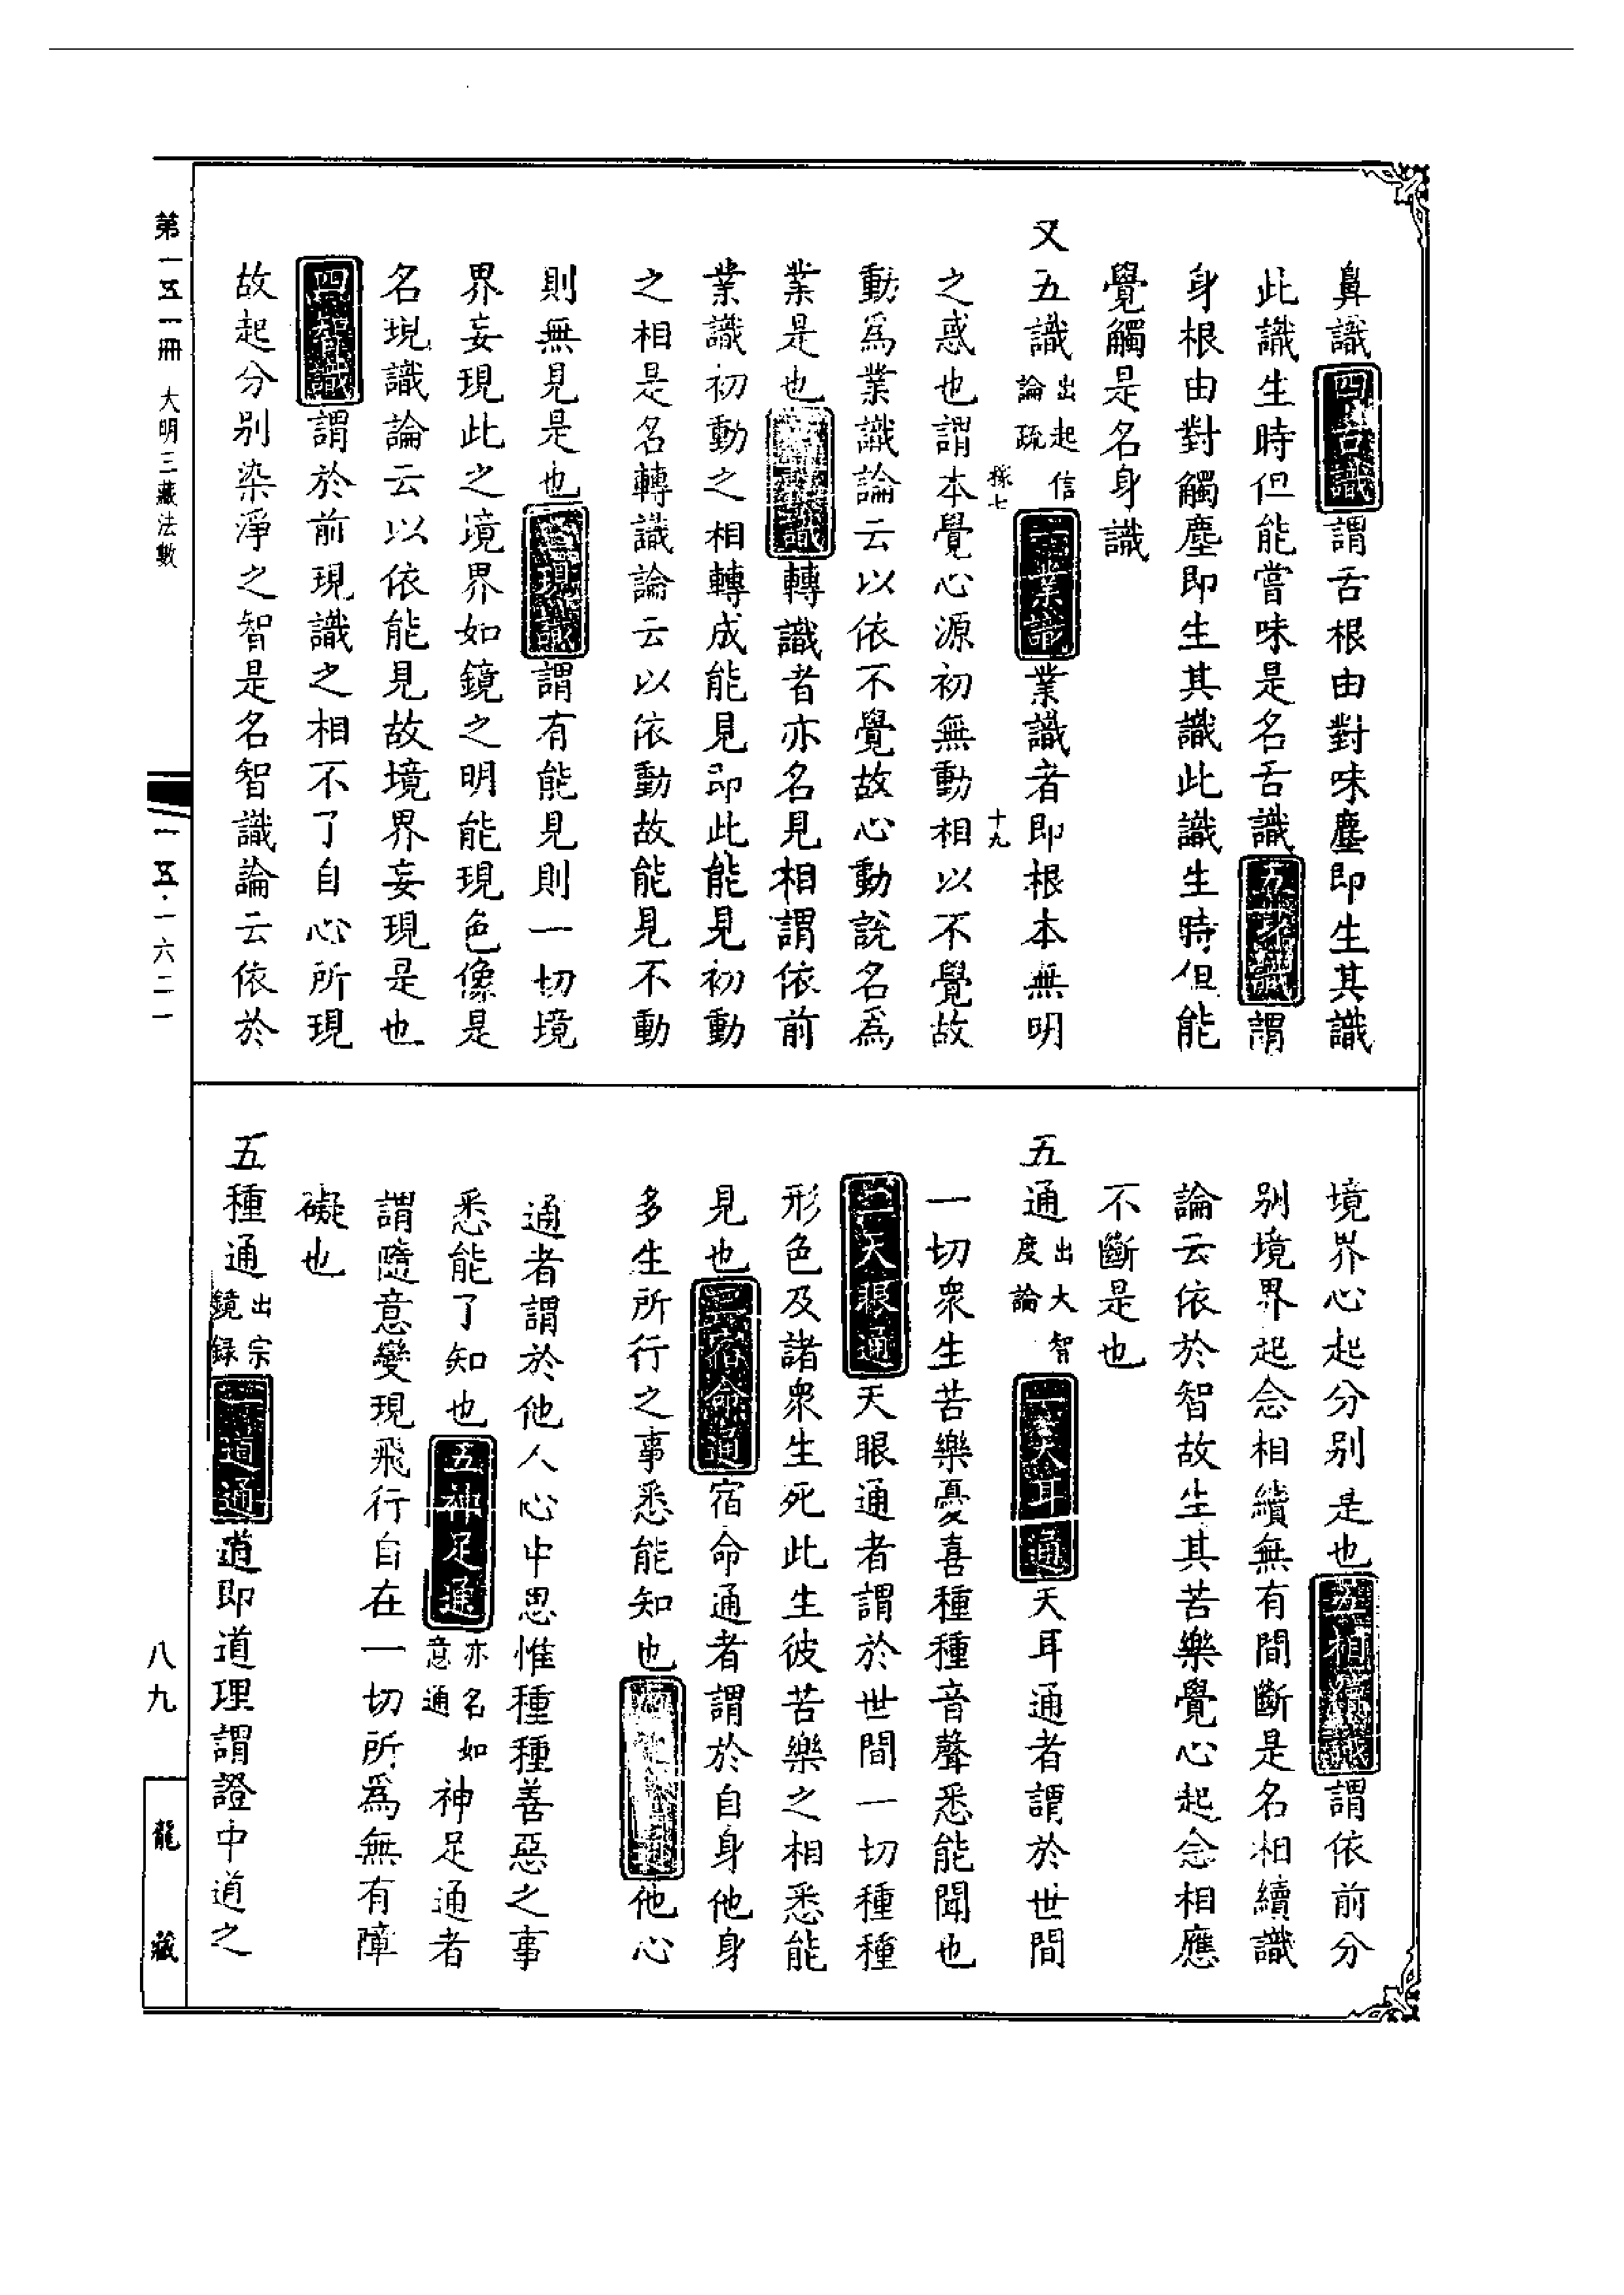 鼻識四舌識謂舌根由對味塵即生其識
此識生時但能嘗味是名舌識五身識謂
身根由對觸塵即生其識此識生時但能
覺觸是名身識
又五識出起信論疏一業識業識者即根本無明
稼七 十九
之惑也謂本覺心源初無動相以不覺故
動為業識論云以依不覺故心動說名為
業是也二轉識轉識者亦名見相謂依前
業識初動之相轉成能見即此能見初動
之相是名轉識論云以依動故能見不動
則無見是也三現識謂有能見則一切境
界妄現此之境界如鏡之明能現色像是
名現識論云以依能見故境界妄現是也
四智識謂於前現識之相不了自心所現
故起分別染淨之智是名智識論云依於
境界心起分別是也五相續識謂依前分
別境界起念相續無有間斷是名相續識
論云依於智故生其苦樂覺心起念相應
不斷是也
五通出大智度論一天耳通天耳通者謂於世間
一切衆生苦樂憂喜種種音聲悉能聞也
二天眼通天眼通者謂於世間一切種種
形色及諸衆生死此生彼苦樂之相悉能
見也三宿命通宿命通者謂於自身他身
多生所行之事悉能知也四他心通他心
通者謂於他人心中思惟種種善惡之事
悉能了知也五神足通亦名如意通如神足通者
謂隨意變現飛行自在一切所為無有障
礙也
五種通出宗鏡録一道通道即道理謂證中道之
第一五一冊 大明三藏法數
一五·一六二一
八九
龍藏